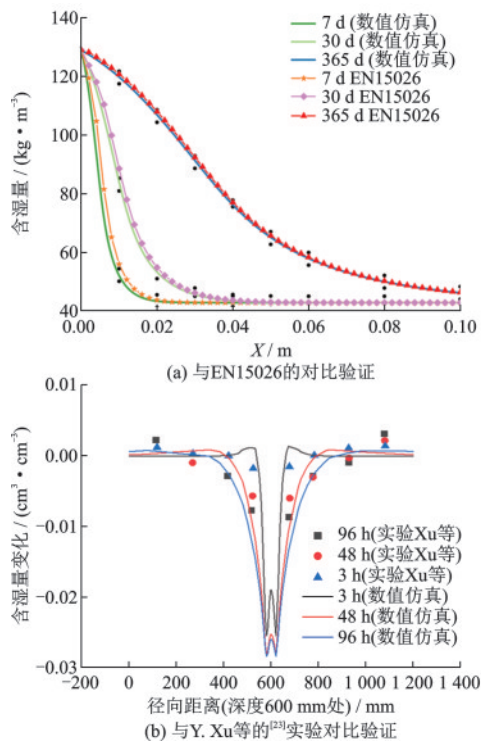 7 d (数值仿真)
30 d (数值仿真)
365 d (数值仿真)
7 d EN15026
30 d EN15026
365 d EN15026
140
120
100
80
60
40
含湿量 / (kg·m⁻³)
0.00
0.02
0.04
0.06
0.08
0.10
X / m
(a) 与EN15026的对比验证
0.01
0.00
−0.01
−0.02
−0.03
含湿量变化 / (cm³·cm⁻³)
96 h(实验Xu等)
48 h(实验Xu等)
3 h(实验Xu等)
3 h(数值仿真)
48 h(数值仿真)
96 h(数值仿真)
−200
0
200
400
600
800
1 000
1 200
1 400
径向距离(深度600 mm处) / mm
(b) 与Y. Xu等的[23]实验对比验证